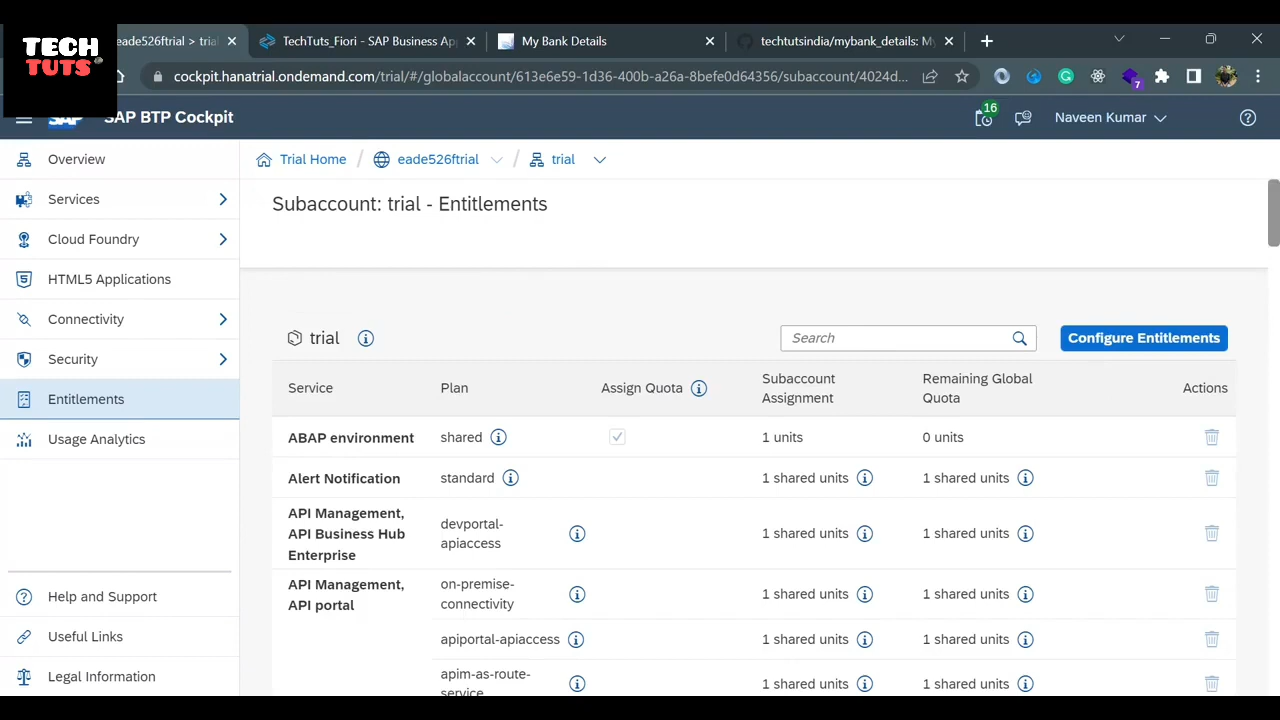 TECH
TUTS
eade526ftrial > tria
TechTuts_Fiori - SAP Business Ap
My Bank Details
techtutsindia/mybank_details: My
cockpit.hanatrial.ondemand.com/trial/#/globalaccount/613e6e59-1d36-400b-a26a-8befe0d64356/subaccount/4024d...
7
SAP
SAP BTP Cockpit
16
Naveen Kumar
Overview
Services
Cloud Foundry
HTML5 Applications
Connectivity
Security
Entitlements
Usage Analytics
Help and Support
Useful Links
Legal Information
Trial Home / eade526ftrial / trial
Subaccount: trial - Entitlements
trial
Search
Configure Entitlements
Service Plan Assign Quota Subaccount Assignment Remaining Global Quota Actions
ABAP environment shared 1 units 0 units
Alert Notification standard 1 shared units 1 shared units
API Management,
API Business Hub
Enterprise
devportal-
apiaccess
1 shared units 1 shared units
API Management,
API portal
on-premise-
connectivity
1 shared units 1 shared units
apiportal-apiaccess 1 shared units 1 shared units
apim-as-route-
service
1 shared units 1 shared units